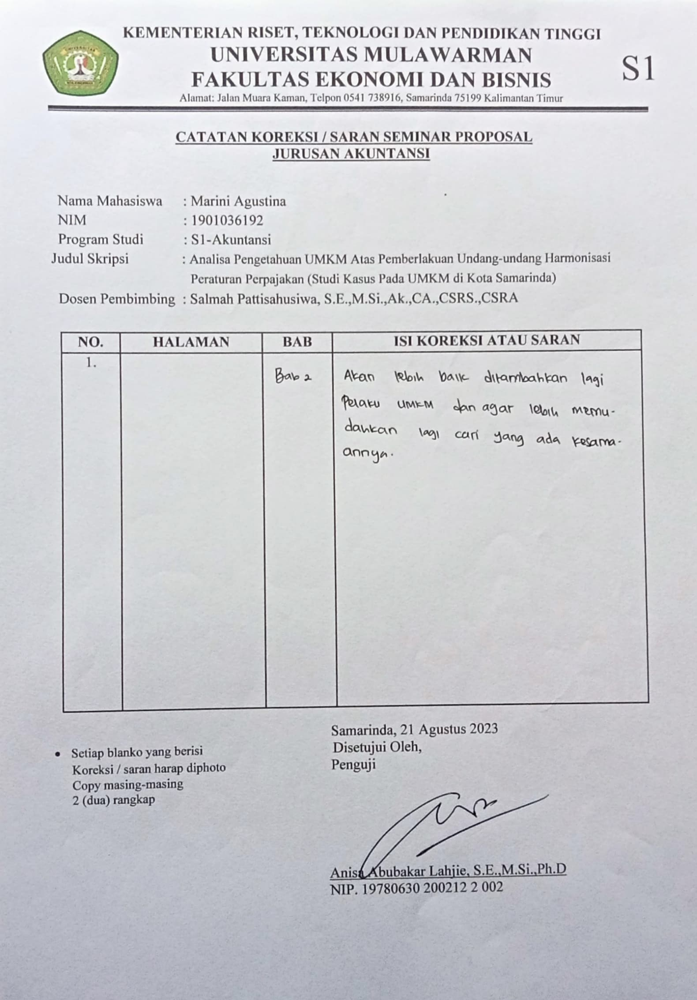 KEMENTERIAN RISET, TEKNOLOGI DAN PENDIDIKAN TINGGI
UNIVERSITAS MULAWARMAN
FAKULTAS EKONOMI DAN BISNIS
S1
Alamat: Jalan Muara Kaman, Telpon 0541 738916, Samarinda 75199 Kalimantan Timur
CATATAN KOREKSI / SARAN SEMINAR PROPOSAL
JURUSAN AKUNTANSI
Nama Mahasiswa : Marini Agustina
NIM : 1901036192
Program Studi : S1-Akuntansi
Judul Skripsi : Analisa Pengetahuan UMKM Atas Pemberlakuan Undang-undang Harmonisasi
Peraturan Perpajakan (Studi Kasus Pada UMKM di Kota Samarinda)
Dosen Pembimbing : Salmah Pattisahusiwa, S.E.,M.Si.,Ak.,CA.,CSRS.,CSRA
NO. HALAMAN BAB ISI KOREKSI ATAU SARAN
1.
Bab 2 Akan lebih baik ditambahkan lagi
Pelaku UMKM dan agar lebih memu-
dahkan lagi cari yang ada kesama-
annya.
Samarinda, 21 Agustus 2023
Disetujui Oleh,
Penguji
• Setiap blanko yang berisi
Koreksi / saran harap diphoto
Copy masing-masing
2 (dua) rangkap
Anisa Abubakar Lahjie, S.E.,M.Si.,Ph.D
NIP. 19780630 200212 2 002